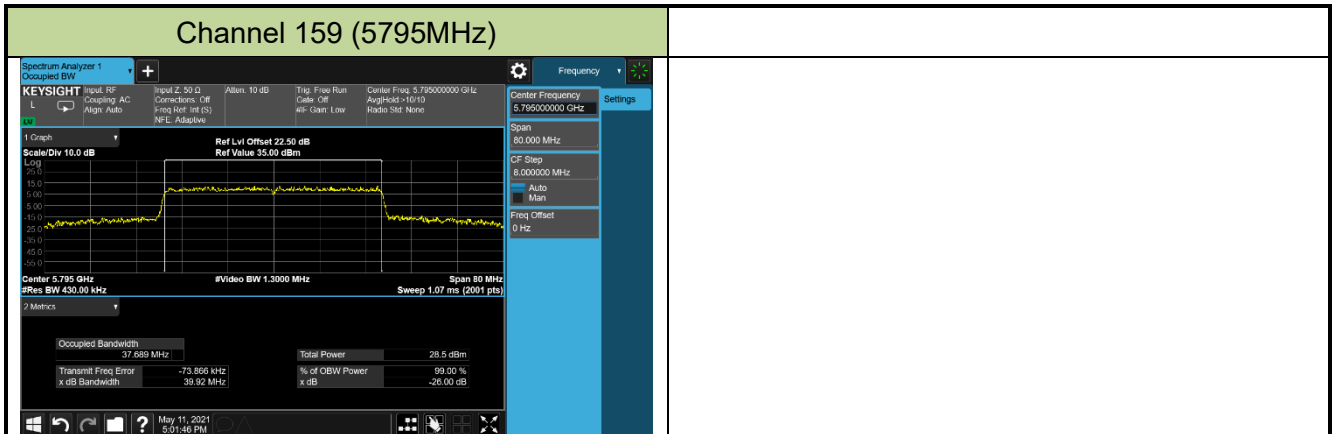 Channel 159 (5795MHz)
Spectrum Analyzer 1
Occupied BW
Frequency
KEYSIGHT
L
Input: RF
Coupling: AC
Align: Auto
Input Z: 50 Ω
Corrections: Off
Freq Ref: Int (S)
NFE: Adaptive
Atten: 10 dB
Trig: Free Run
Gate: Off
#IF Gain: Low
Center Freq: 5.795000000 GHz
Avg|Hold:>10/10
Radio Std: None
Center Frequency
5.795000000 GHz
Settings
Span
80.000 MHz
CF Step
8.000000 MHz
Auto
Man
Freq Offset
0 Hz
1 Graph
Scale/Div 10.0 dB
Ref Lvl Offset 22.50 dB
Ref Value 35.00 dBm
Log
25.0
15.0
5.00
-5.00
-15.0
-25.0
-35.0
-45.0
-55.0
Center 5.795 GHz
#Video BW 1.3000 MHz
Span 80 MHz
#Res BW 430.00 kHz
Sweep 1.07 ms (2001 pts)
2 Metrics
Occupied Bandwidth
37.689 MHz
Total Power 28.5 dBm
Transmit Freq Error -73.866 kHz
% of OBW Power 99.00 %
x dB Bandwidth 39.92 MHz
x dB -26.00 dB
May 11, 2021
5:01:46 PM